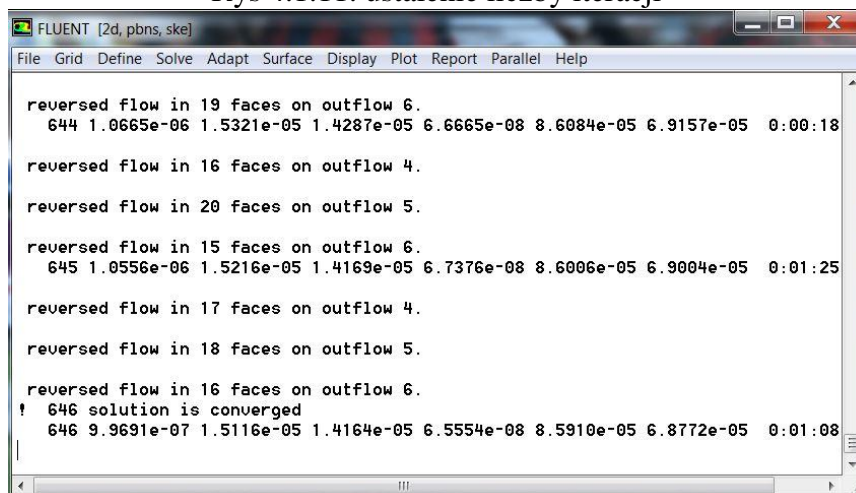 Rys 4.1.11. ustalenie liczby iteracji
FLUENT [2d, pbns, ske]
File Grid Define Solve Adapt Surface Display Plot Report Parallel Help
reversed flow in 19 faces on outflow 6.
644 1.0665e-06 1.5321e-05 1.4287e-05 6.6665e-08 8.6084e-05 6.9157e-05 0:00:18
reversed flow in 16 faces on outflow 4.
reversed flow in 20 faces on outflow 5.
reversed flow in 15 faces on outflow 6.
645 1.0556e-06 1.5216e-05 1.4169e-05 6.7376e-08 8.6006e-05 6.9004e-05 0:01:25
reversed flow in 17 faces on outflow 4.
reversed flow in 18 faces on outflow 5.
reversed flow in 16 faces on outflow 6.
! 646 solution is converged
646 9.9691e-07 1.5116e-05 1.4164e-05 6.5554e-08 8.5910e-05 6.8772e-05 0:01:08